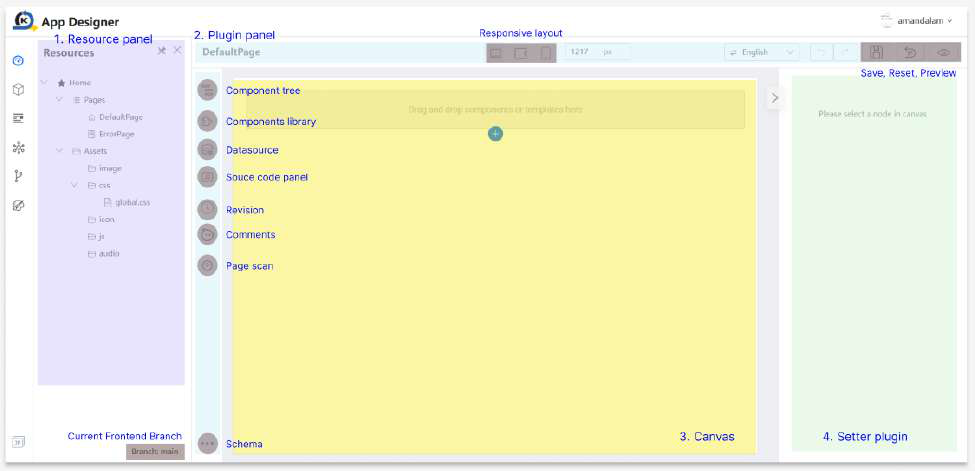 App Designer
amandalam
1. Resource panel
2. Plugin panel
Responsive layout
Resources
DefaultPage
1217 px
English
Save, Reset, Preview
Home
Pages
DefaultPage
ErrorPage
Assets
image
css
global.css
icon
js
audio
Component tree
Components library
Datasource
Souce code panel
Revision
Comments
Page scan
Schema
Drag and drop components or templates here
Please select a node in canvas
3. Canvas
4. Setter plugin
Current Frontend Branch
Branch: main